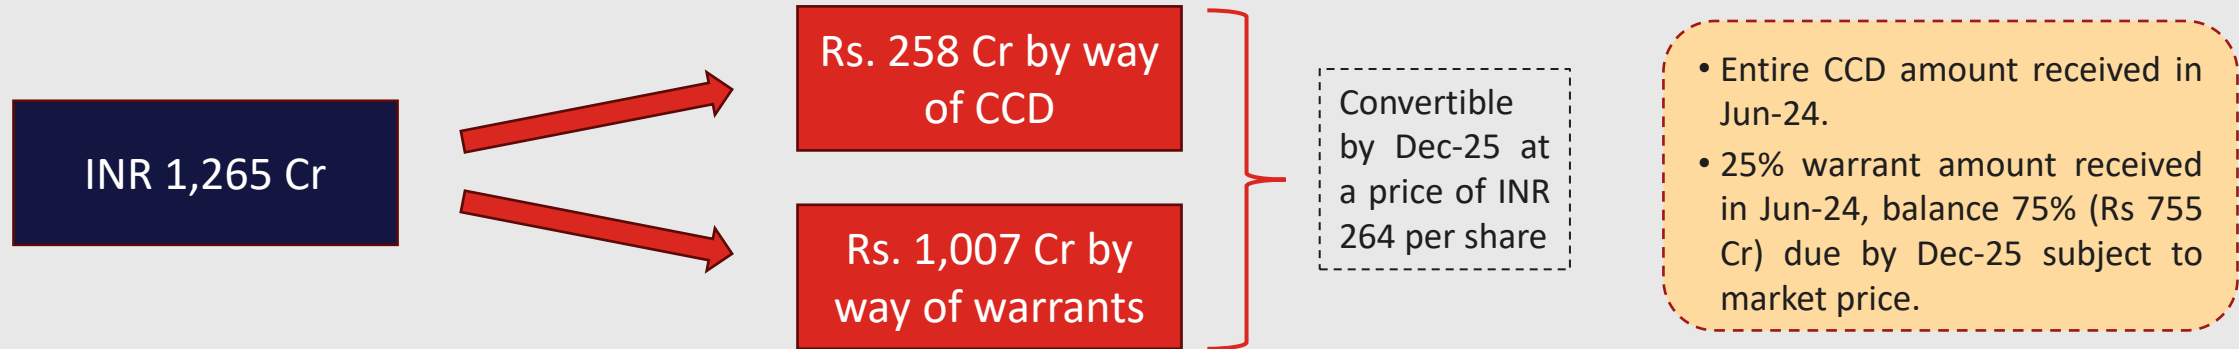 INR 1,265 Cr
Rs. 258 Cr by way
of CCD
Rs. 1,007 Cr by
way of warrants
Convertible
by Dec-25 at
a price of INR
264 per share
• Entire CCD amount received in
Jun-24.
• 25% warrant amount received
in Jun-24, balance 75% (Rs 755
Cr) due by Dec-25 subject to
market price.